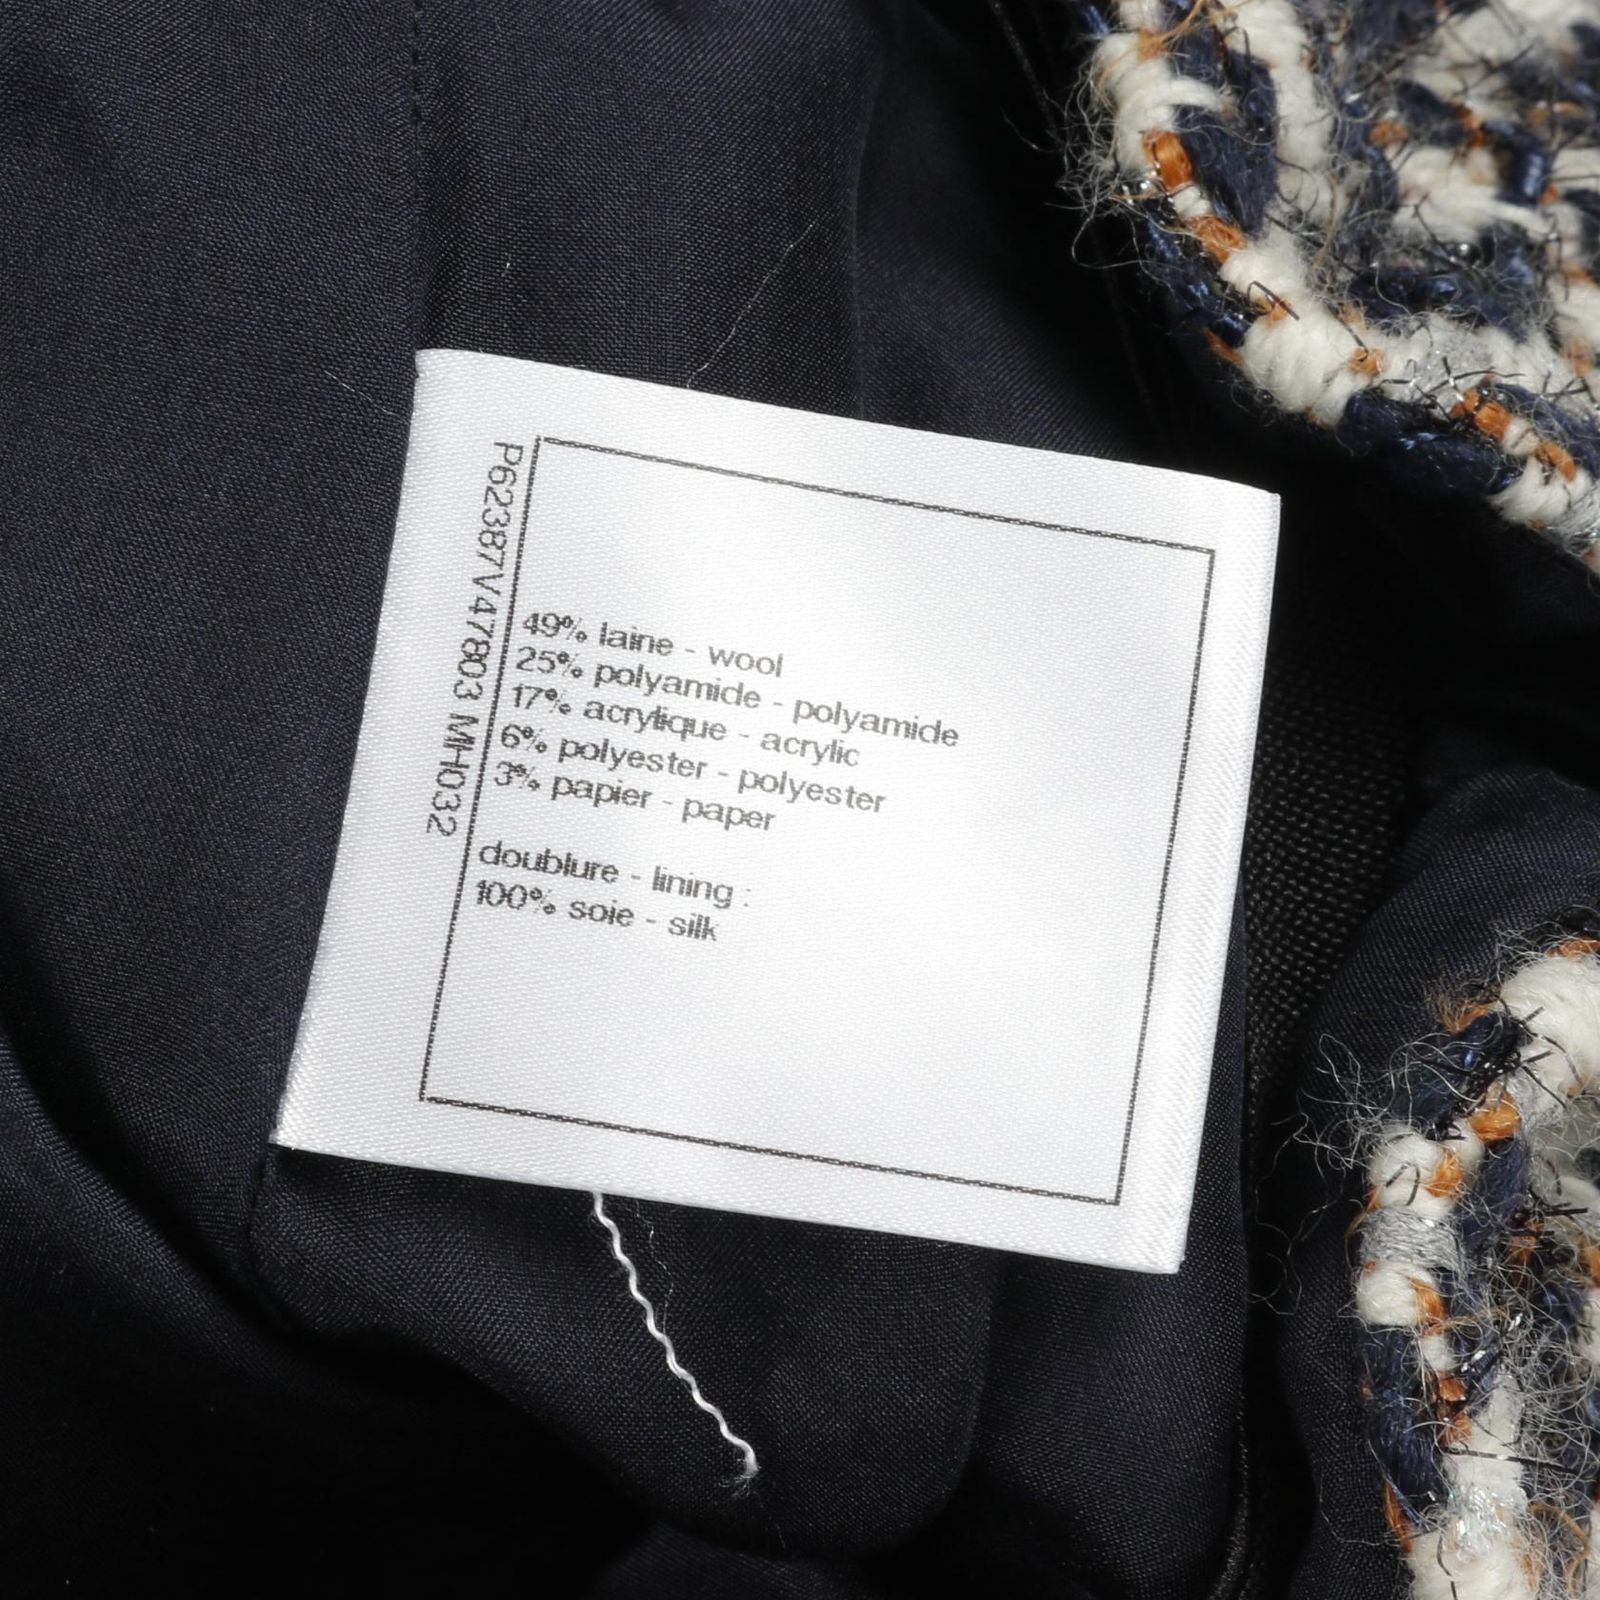 P62387V47803 MH032
49% laine - wool
25% polyamide - polyamide
17% acrylique - acrylic
6% polyester - polyester
3% papier - paper
doublure - lining :
100% soie - silk